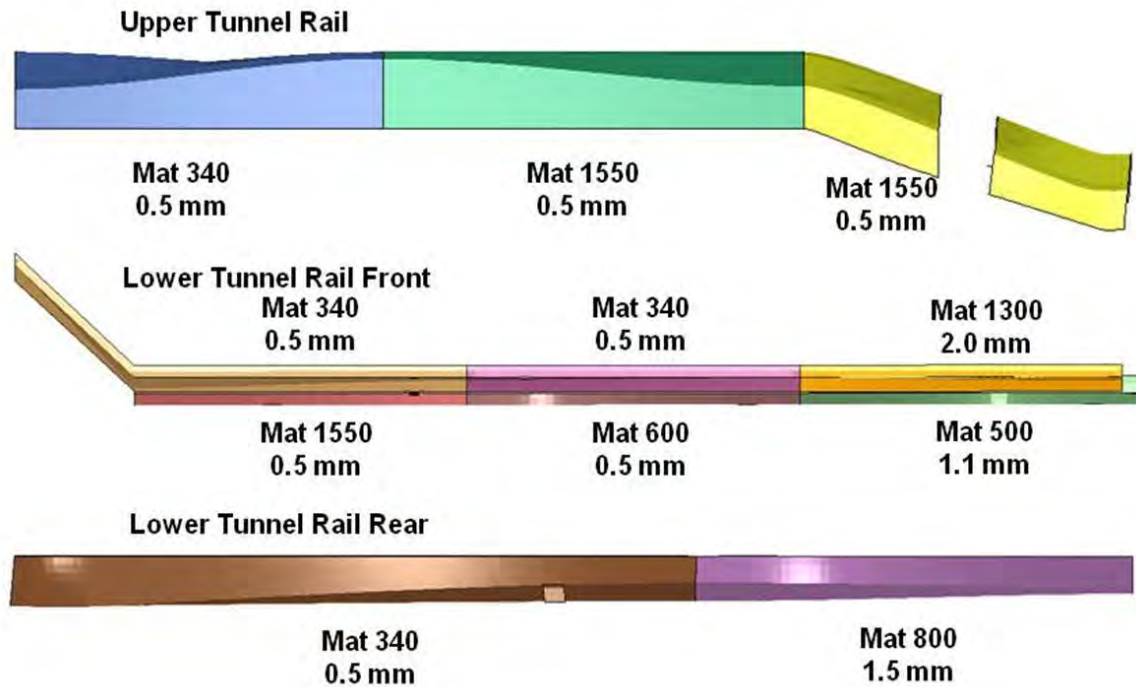 Upper Tunnel Rail
Mat 340
0.5 mm
Mat 1550
0.5 mm
Mat 1550
0.5 mm
Lower Tunnel Rail Front
Mat 340
0.5 mm
Mat 340
0.5 mm
Mat 1300
2.0 mm
Mat 1550
0.5 mm
Mat 600
0.5 mm
Mat 500
1.1 mm
Lower Tunnel Rail Rear
Mat 340
0.5 mm
Mat 800
1.5 mm